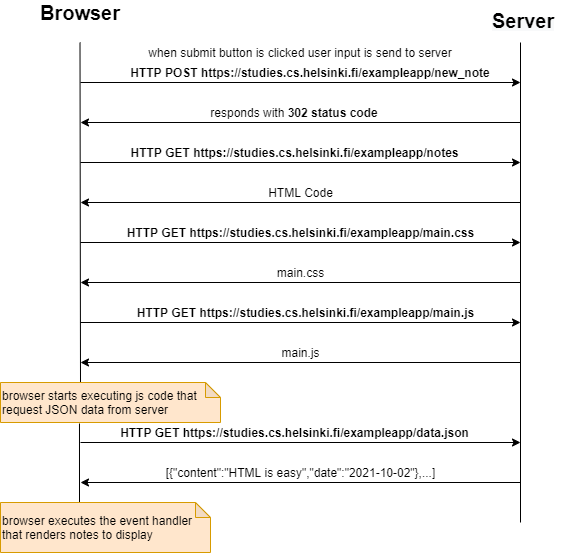 Browser
Server
when submit button is clicked user input is send to server
HTTP POST https://studies.cs.helsinki.fi/exampleapp/new_note
responds with 302 status code
HTTP GET https://studies.cs.helsinki.fi/exampleapp/notes
HTML Code
HTTP GET https://studies.cs.helsinki.fi/exampleapp/main.css
main.css
HTTP GET https://studies.cs.helsinki.fi/exampleapp/main.js
main.js
browser starts executing js code that
request JSON data from server
HTTP GET https://studies.cs.helsinki.fi/exampleapp/data.json
[{"content":"HTML is easy","date":"2021-10-02"},...]
browser executes the event handler
that renders notes to display